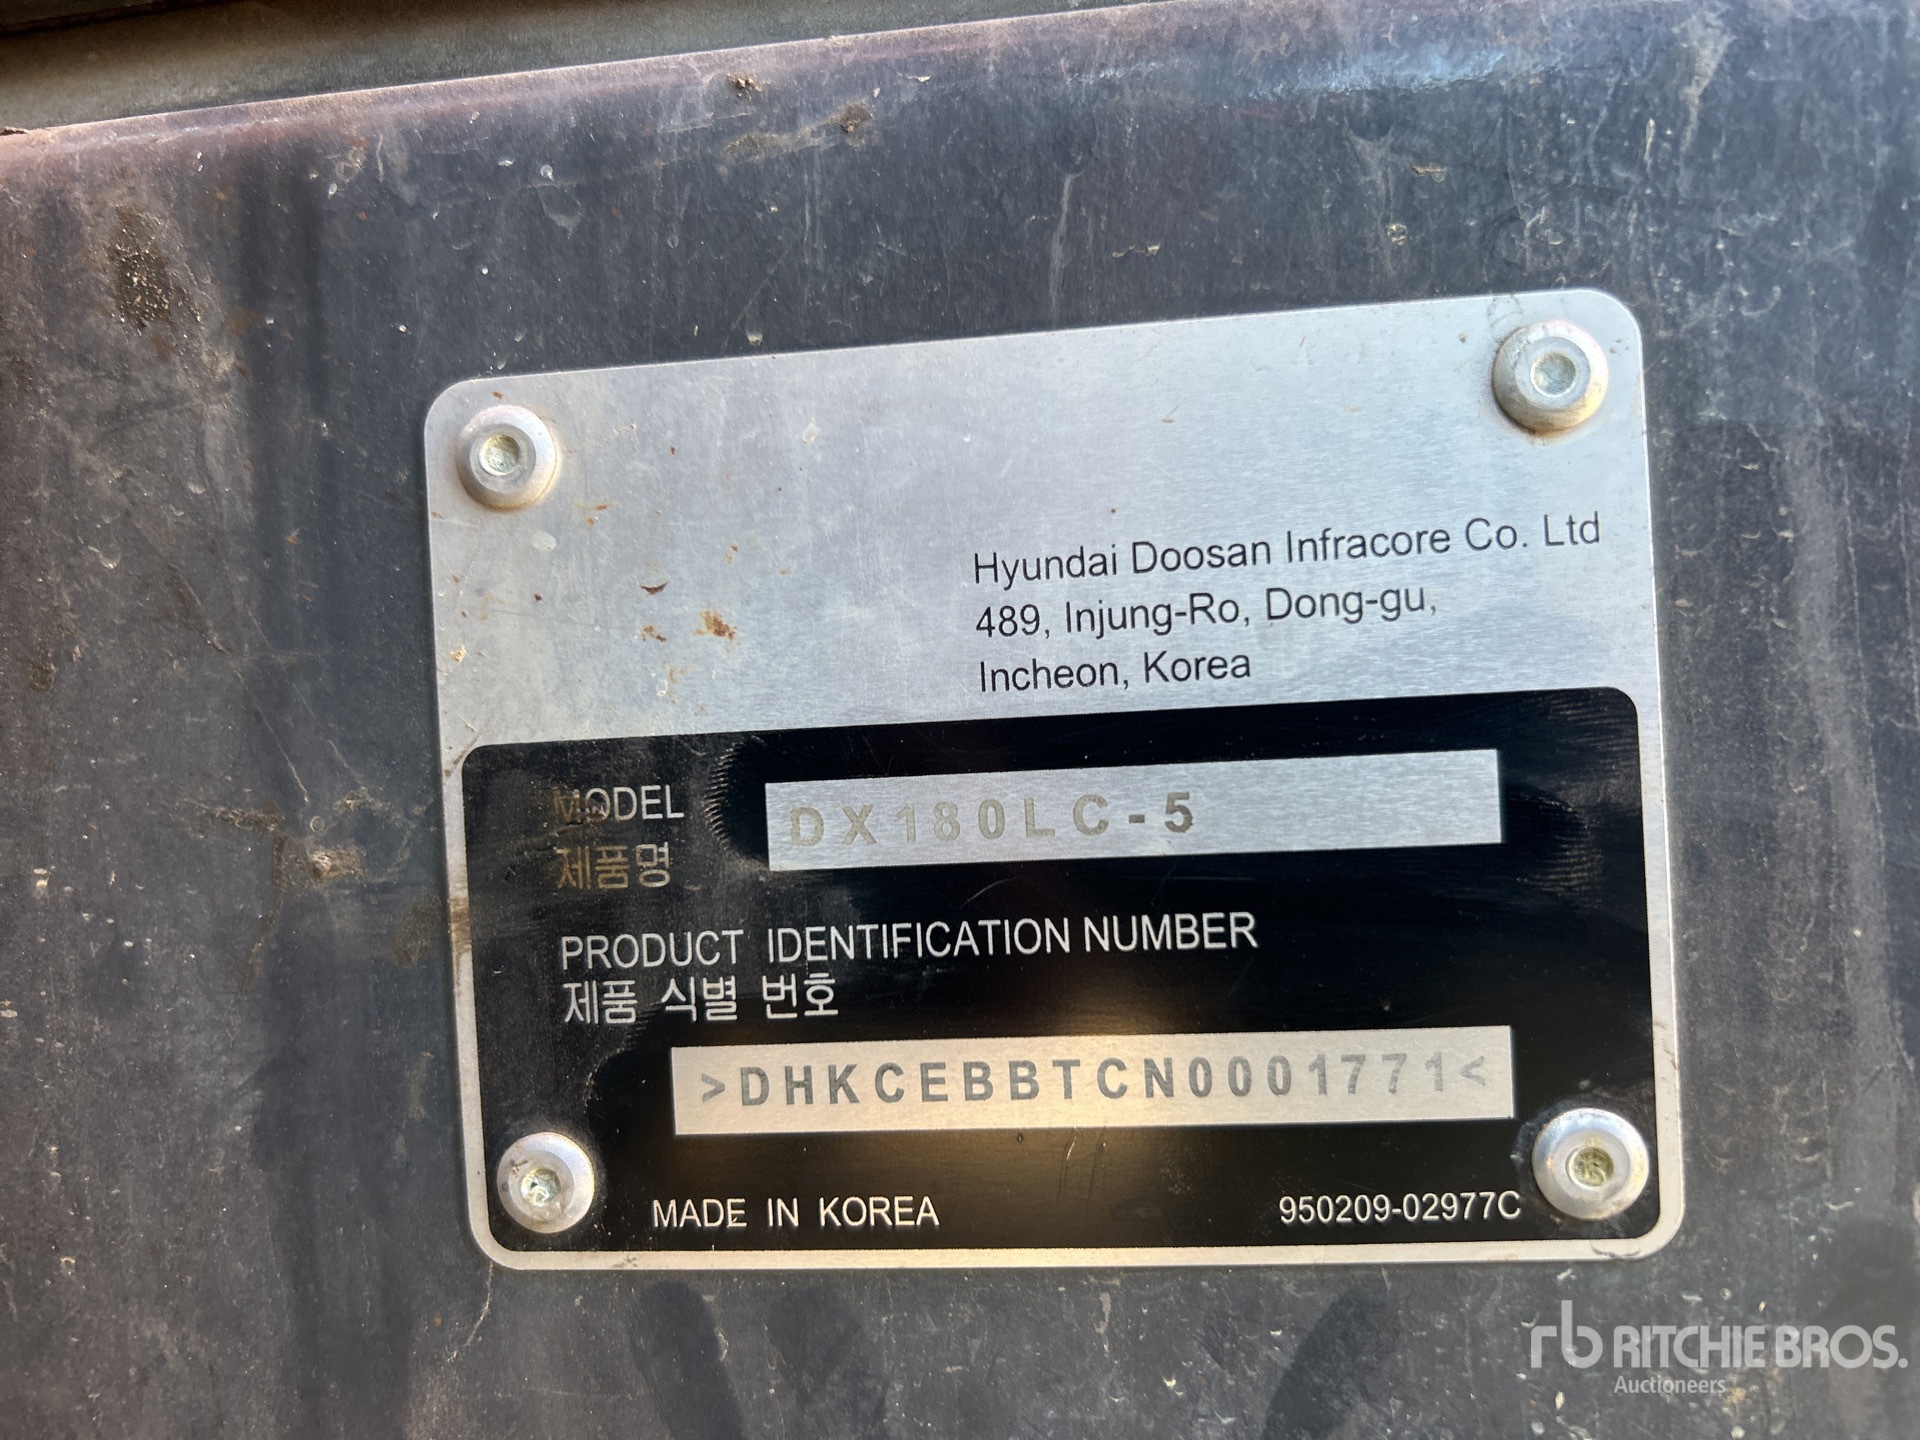 Hyundai Doosan Infracore Co. Ltd
489, Injung-Ro, Dong-gu,
Incheon, Korea
MODEL
제품명
DX180LC-5
PRODUCT IDENTIFICATION NUMBER
제품 식별 번호
>DHKCEBBTCN0001771<
MADE IN KOREA
950209-02977C
rb RITCHIE BROS.
Auctioneers